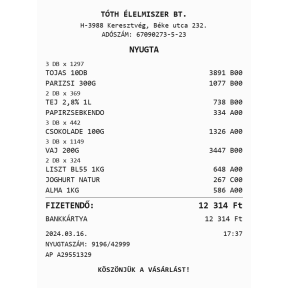 TÓTH ÉLELMISZER BT.
H-3988 Keresztvég, Béke utca 232.
ADÓSZÁM: 67090273-5-23
NYUGTA
3 DB x 1297
TOJAS 10DB 3891 B00
PARIZSI 300G 1077 B00
2 DB x 369
TEJ 2,8% 1L 738 B00
PAPIRZSEBKENDO 334 A00
3 DB x 442
CSOKOLADE 100G 1326 A00
3 DB x 1149
VAJ 200G 3447 B00
2 DB x 324
LISZT BL55 1KG 648 A00
JOGHURT NATUR 267 C00
ALMA 1KG 586 A00
FIZETENDŐ: 12 314 Ft
BANKKÁRTYA 12 314 Ft
2024.03.16. 17:37
NYUGTASZÁM: 9196/42999
AP A29551329
KÖSZÖNJÜK A VÁSÁRLÁST!